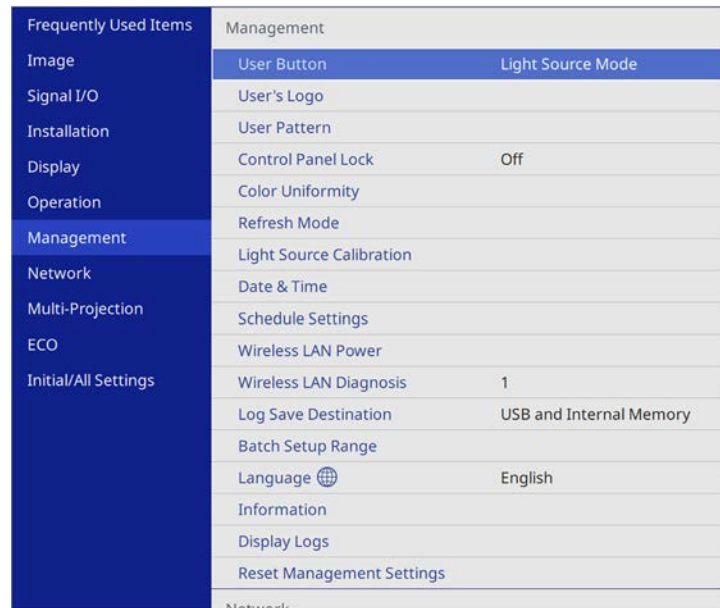 Frequently Used Items
Image
Signal I/O
Installation
Display
Operation
Management
Network
Multi-Projection
ECO
Initial/All Settings
Management
User Button Light Source Mode
User's Logo
User Pattern
Control Panel Lock Off
Color Uniformity
Refresh Mode
Light Source Calibration
Date & Time
Schedule Settings
Wireless LAN Power
Wireless LAN Diagnosis 1
Log Save Destination USB and Internal Memory
Batch Setup Range
Language English
Information
Display Logs
Reset Management Settings
Network